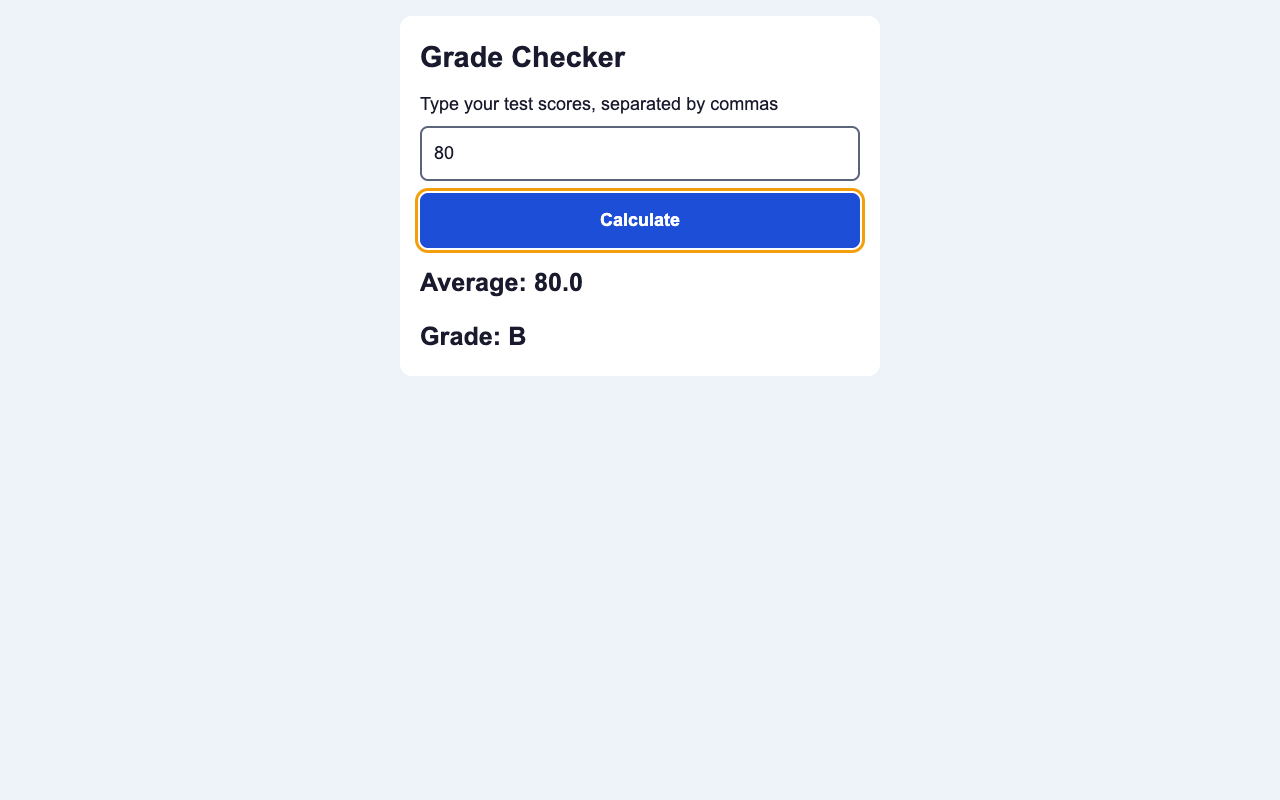 Grade Checker
Type your test scores, separated by commas
80
Calculate
Average: 80.0
Grade: B